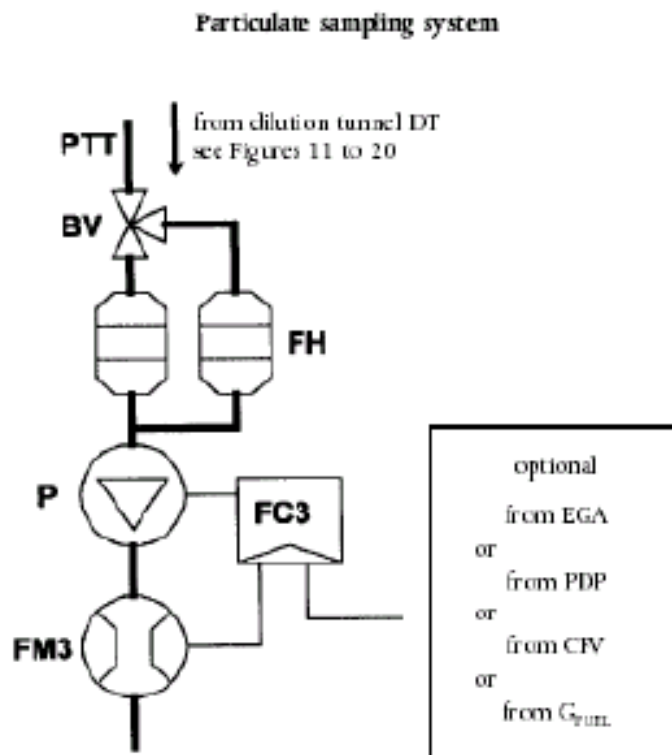 Particulate sampling system
from dilution tunnel DT
see Figures 11 to 20
PTT
BV
FH
P
FC3
FM3
optional
from EGA
or
from PDP
or
from CFV
or
from G_FUEL